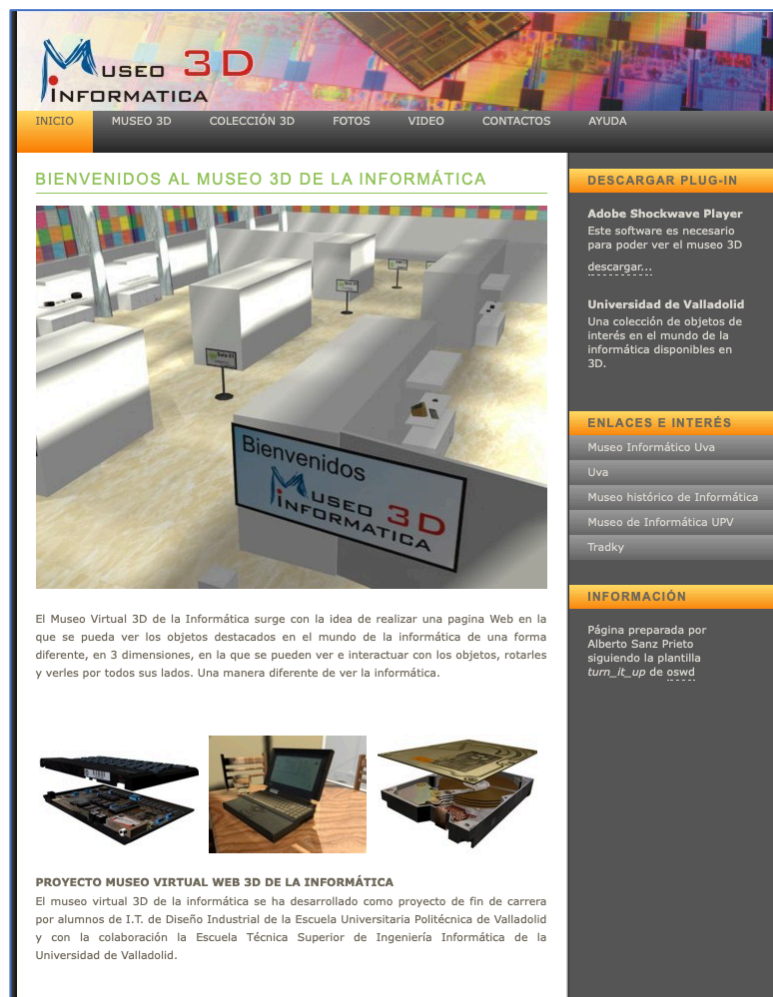 MUSEO 3D
INFORMATICA
INICIO MUSEO 3D COLECCIÓN 3D FOTOS VIDEO CONTACTOS AYUDA
BIENVENIDOS AL MUSEO 3D DE LA INFORMÁTICA
Bienvenidos
MUSEO 3D
INFORMATICA
El Museo Virtual 3D de la Informática surge con la idea de realizar una pagina Web en la
que se pueda ver los objetos destacados en el mundo de la informática de una forma
diferente, en 3 dimensiones, en la que se pueden ver e interactuar con los objetos, rotarles
y verles por todos sus lados. Una manera diferente de ver la informática.
PROYECTO MUSEO VIRTUAL WEB 3D DE LA INFORMÁTICA
El museo virtual 3D de la informática se ha desarrollado como proyecto de fin de carrera
por alumnos de I.T. de Diseño Industrial de la Escuela Universitaria Politécnica de Valladolid
y con la colaboración la Escuela Técnica Superior de Ingeniería Informática de la
Universidad de Valladolid.
DESCARGAR PLUG-IN
Adobe Shockwave Player
Este software es necesario
para poder ver el museo 3D
descargar...
Universidad de Valladolid
Una colección de objetos de
interés en el mundo de la
informática disponibles en
3D.
ENLACES E INTERÉS
Museo Informático Uva
Uva
Museo histórico de Informática
Museo de Informática UPV
Tradky
INFORMACIÓN
Página preparada por
Alberto Sanz Prieto
siguiendo la plantilla
turn_it_up de oswd